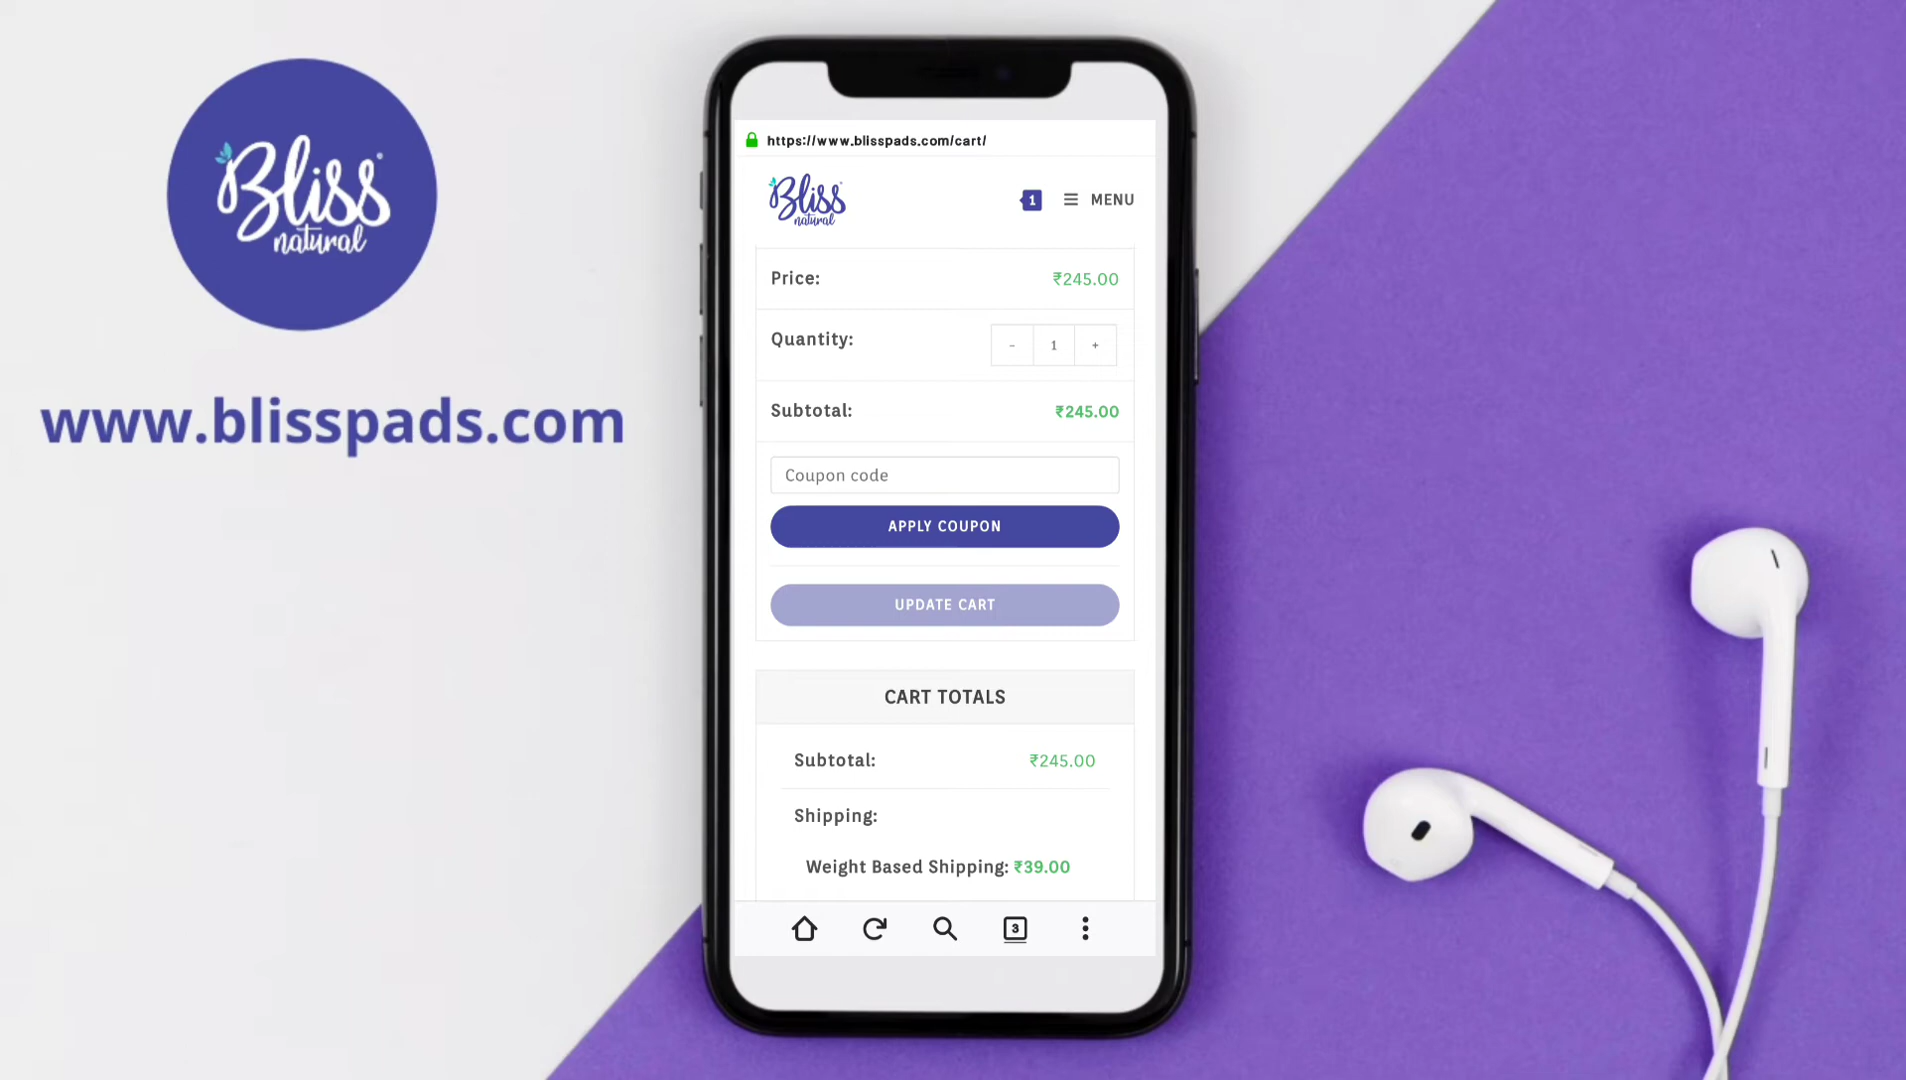 Bliss
natural
www.blisspads.com
https://www.blisspads.com/cart/
Bliss
natural
1
MENU
Price:
₹245.00
Quantity:
- 1 +
Subtotal:
₹245.00
Coupon code
APPLY COUPON
UPDATE CART
CART TOTALS
Subtotal:
₹245.00
Shipping:
Weight Based Shipping: ₹39.00
3